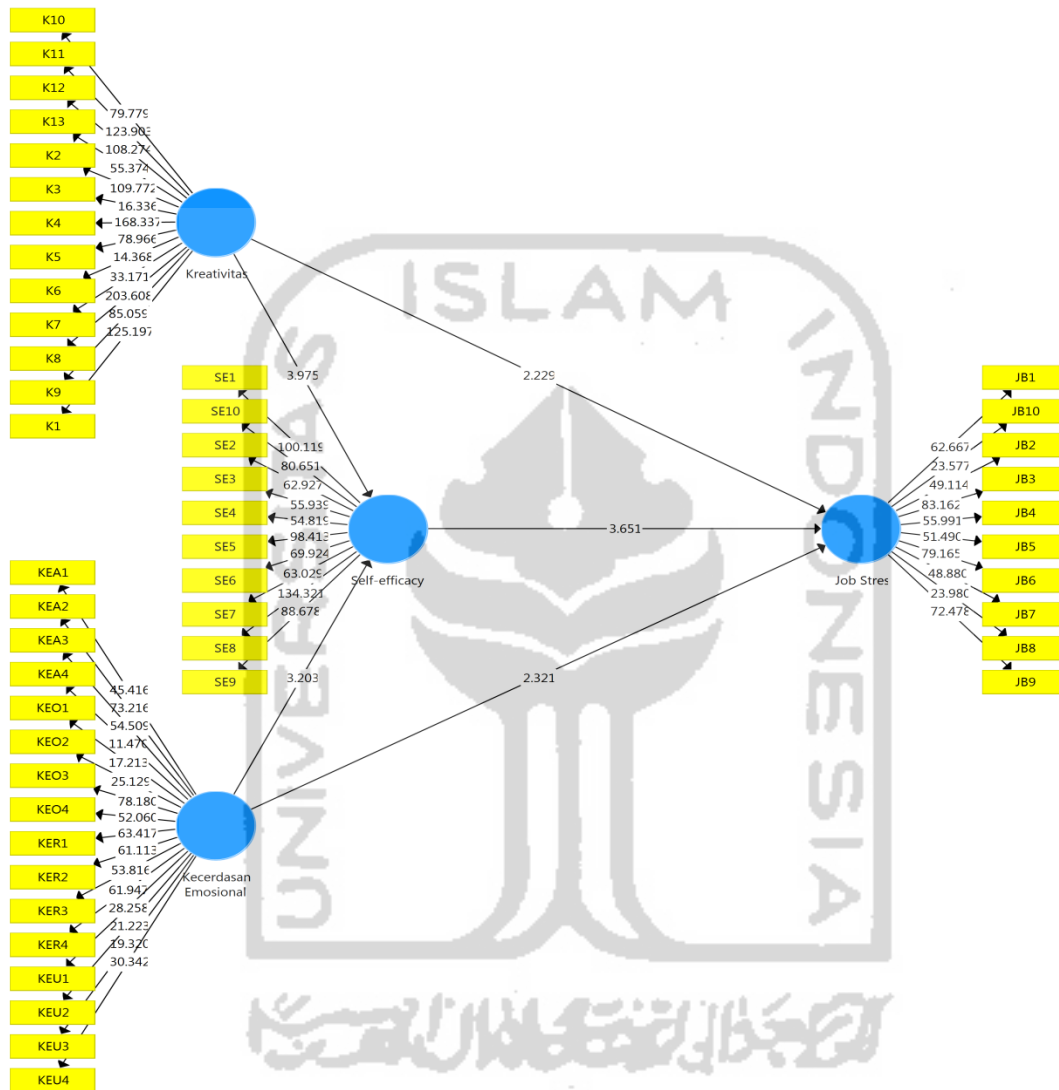 K10
K11
K12
K13
K2
K3
K4
K5
K6
K7
K8
K9
K1
79.779
123.903
108.274
55.374
109.772
16.336
168.337
78.966
14.368
33.171
203.608
85.059
125.197
Kreativitas
3.975
2.229
SE1
SE10
SE2
SE3
SE4
SE5
SE6
SE7
SE8
SE9
100.119
80.651
62.927
55.939
54.819
98.413
69.924
63.029
134.321
88.678
Self-efficacy
3.651
3.203
2.321
JB1
JB10
JB2
JB3
JB4
JB5
JB6
JB7
JB8
JB9
62.667
23.577
49.114
83.162
55.991
51.490
79.165
48.880
23.980
72.478
Job Stres
KEA1
KEA2
KEA3
KEA4
KEO1
KEO2
KEO3
KEO4
KER1
KER2
KER3
KER4
KEU1
KEU2
KEU3
KEU4
45.416
73.216
54.509
11.470
17.213
25.129
78.180
52.060
63.417
61.113
53.816
61.947
28.258
21.223
19.320
30.342
Kecerdasan
Emosional
UNIVERSITAS
ISLAM
INDONESIA